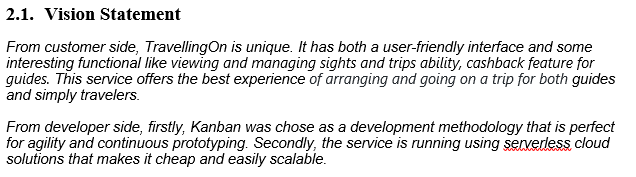 2.1. Vision Statement
From customer side, TravellingOn is unique. It has both a user-friendly interface and some
interesting functional like viewing and managing sights and trips ability, cashback feature for
guides. This service offers the best experience of arranging and going on a trip for both guides
and simply travelers.
From developer side, firstly, Kanban was chose as a development methodology that is perfect
for agility and continuous prototyping. Secondly, the service is running using serverless cloud
solutions that makes it cheap and easily scalable.